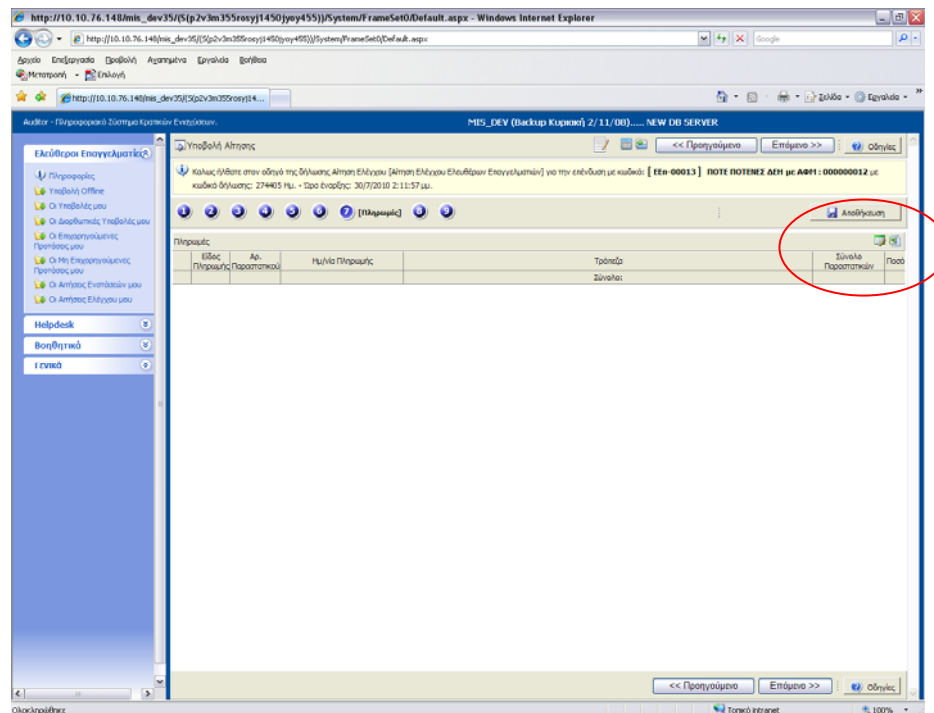 http://10.10.76.148/mis_dev35/(S(p2v3m355rosyj1450jyoy455))/System/FrameSet0/Default.aspx - Windows Internet Explorer
http://10.10.76.148/mis_dev35/(S(p2v3m355rosyj1450jyoy455))/System/FrameSet0/Default.aspx
Google
Αρχείο Επεξεργασία Προβολή Αγαπημένα Εργαλεία Βοήθεια
Μετατροπή Επιλογή
http://10.10.76.148/mis_dev35/(S(p2v3m355rosyj14...
Σελίδα Εργαλεία
Auditor - Πληροφοριακό Σύστημα Κρατικών Ενισχύσεων.
MIS_DEV (Backup Κυριακή 2/11/08)..... NEW DB SERVER
Ελεύθεροι Επαγγελματίες
Πληροφορίες
Υποβολή Offline
Οι Υποβολές μου
Οι Διορθωτικές Υποβολές μου
Οι Επιχορηγούμενες
Προτάσεις μου
Οι Μη Επιχορηγούμενες
Προτάσεις μου
Οι Αιτήσεις Ενστάσεών μου
Οι Αιτήσεις Ελέγχου μου
Helpdesk
Βοηθητικά
Γενικά
Υποβολή Αίτησης
<< Προηγούμενο Επόμενο >> Οδηγίες
Καλως ήλθατε στον οδηγό της δήλωσης Αίτηση Ελέγχου [Αίτηση Ελέγχου Ελευθέρων Επαγγελματιών] για την επένδυση με κωδικό: [ ΕΕπ-00013 ] ΠΟΤΕ ΠΟΤΕΝΕΣ ΔΕΗ με ΑΦΜ : 000000012 με
κωδικό δήλωσης: 274405 Ημ. - Ώρα έναρξης: 30/7/2010 2:11:57 μμ.
1 2 3 4 5 6 7 [Πληρωμές] 8 9
Αποθήκευση
Πληρωμές
Είδος Πληρωμής Αρ. Παραστατικού Ημ/νία Πληρωμής Τράπεζα Σύνολο Παραστατικών Ποσό
Σύνολο:
<< Προηγούμενο Επόμενο >> Οδηγίες
Ολοκληρώθηκε
Τοπικό intranet
100%